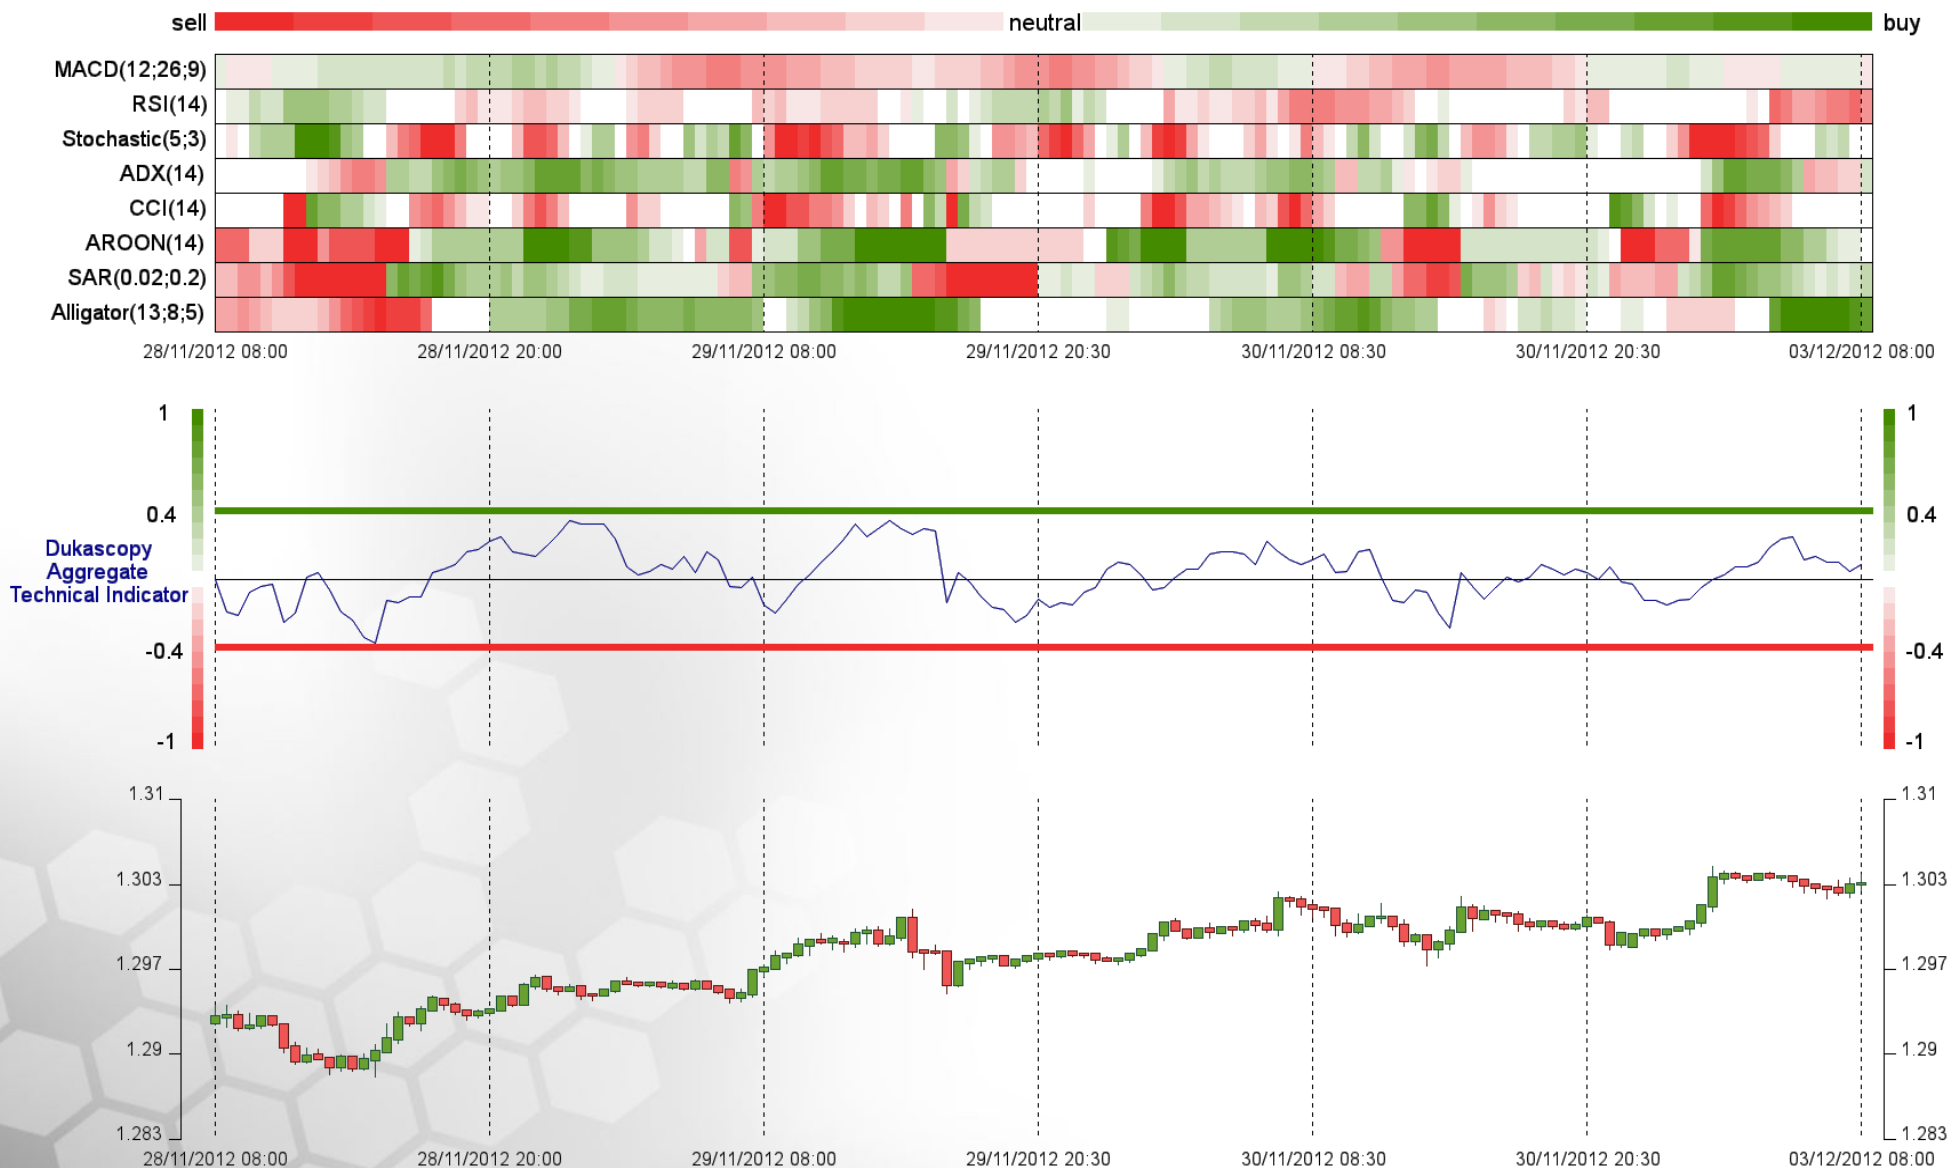 sell neutral buy
MACD(12;26;9)
RSI(14)
Stochastic(5;3)
ADX(14)
CCI(14)
AROON(14)
SAR(0.02;0.2)
Alligator(13;8;5)
28/11/2012 08:00 28/11/2012 20:00 29/11/2012 08:00 29/11/2012 20:30 30/11/2012 08:30 30/11/2012 20:30 03/12/2012 08:00
1 1
0.4 0.4
Dukascopy
Aggregate
Technical Indicator
-0.4 -0.4
-1 -1
1.31 1.31
1.303 1.303
1.297 1.297
1.29 1.29
1.283 1.283
28/11/2012 08:00 28/11/2012 20:00 29/11/2012 08:00 29/11/2012 20:30 30/11/2012 08:30 30/11/2012 20:30 03/12/2012 08:00